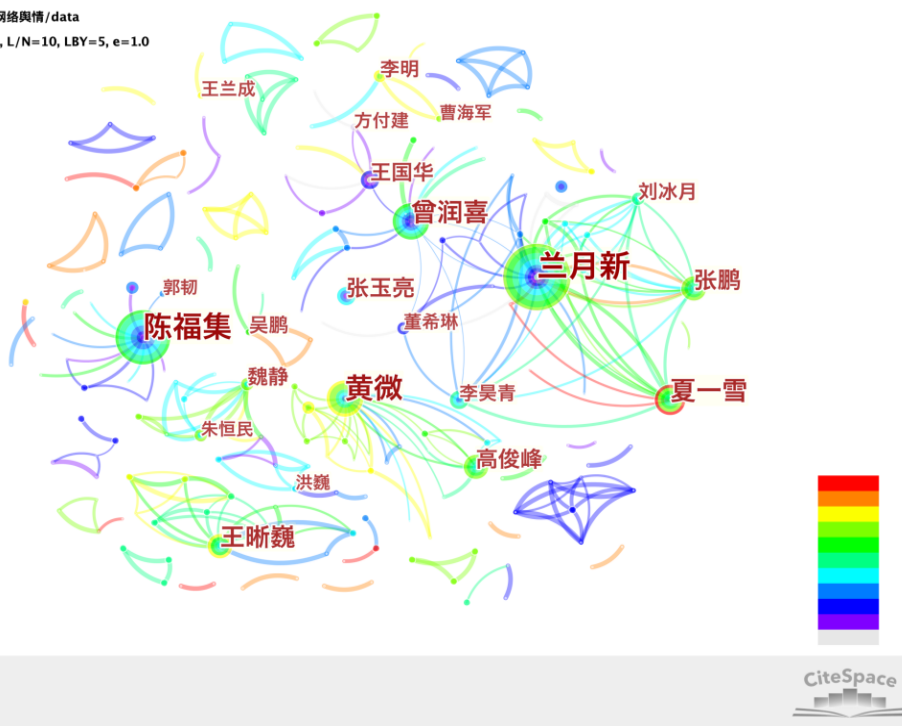 网络舆情/data
, L/N=10, LBY=5, e=1.0
李明
王兰成
曹海军
方付建
王国华
刘冰月
曾润喜
兰月新
张鹏
郭韧
张玉亮
陈福集
吴鹏
董希琳
魏静
黄微
李昊青
夏一雪
朱恒民
高俊峰
洪巍
王晰巍
CiteSpace